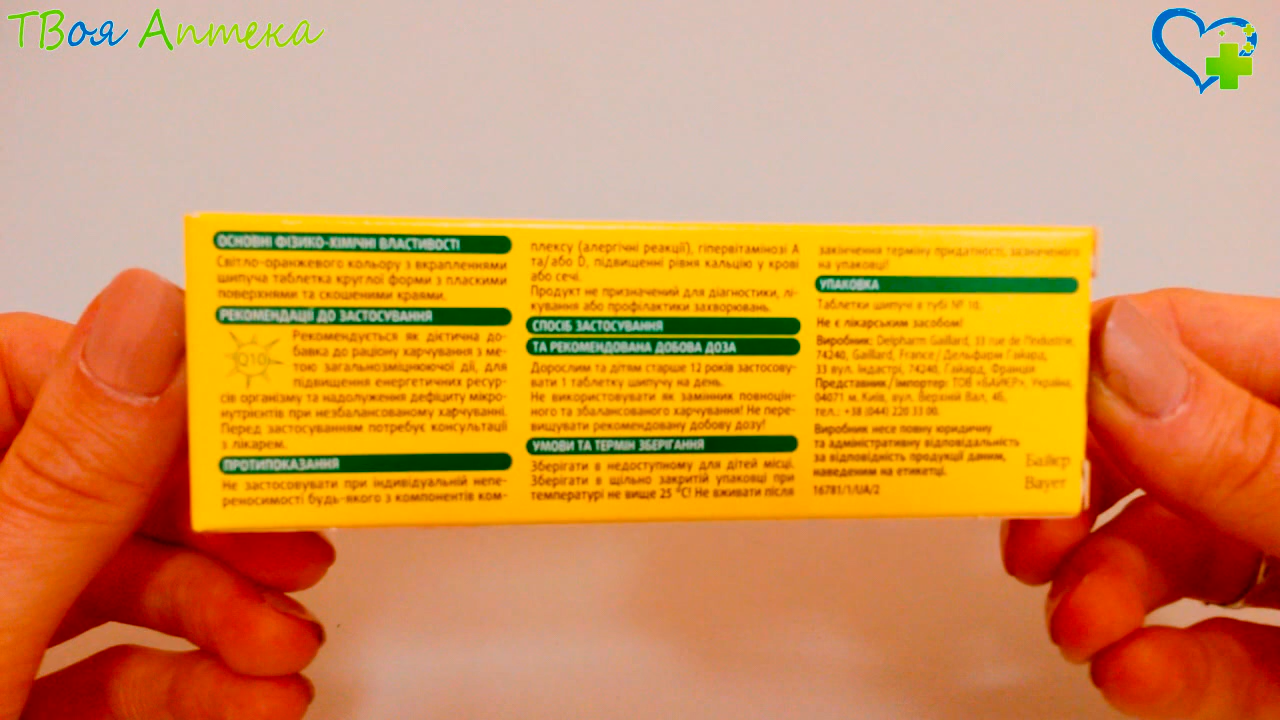 ТВоя Аптека
ОСНОВНІ ФІЗИКО-ХІМІЧНІ ВЛАСТИВОСТІ
Світло-оранжевого кольору з вкрапленнями
шипуча таблетка круглої форми з пласкими
поверхнями та скошеними краями.
РЕКОМЕНДАЦІЇ ДО ЗАСТОСУВАННЯ
Q10
Рекомендується як дієтична до-
бавка до раціону харчування з ме-
тою загальнозміцнюючої дії, для
підвищення енергетичних ресур-
сів організму та надолуження дефіциту мікро-
нутрієнтів при незбалансованому харчуванні.
Перед застосуванням потребує консультації
з лікарем.
ПРОТИПОКАЗАННЯ
Не застосовувати при індивідуальній непе-
реносимості будь-якого з компонентів ком-
плексу (алергічні реакції), гіпервітамінозі А
та/або D, підвищенні рівня кальцію у крові
або сечі.
Продукт не призначений для діагностики, лі-
кування або профілактики захворювань.
СПОСІБ ЗАСТОСУВАННЯ
ТА РЕКОМЕНДОВАНА ДОБОВА ДОЗА
Дорослим та дітям старше 12 років застосову-
вати 1 таблетку шипучу на день.
Не використовувати як замінник повноцін-
ного та збалансованого харчування! Не пере-
вищувати рекомендовану добову дозу!
УМОВИ ТА ТЕРМІН ЗБЕРІГАННЯ
Зберігати в недоступному для дітей місці.
Зберігати в щільно закритій упаковці при
температурі не вище 25 °C! Не вживати після
закінчення терміну придатності, зазначеного
на упаковці!
УПАКОВКА
Таблетки шипучі в тубі № 10.
Не є лікарським засобом!
Виробник: Delpharm Gaillard, 33 rue de l'Industrie,
74240, Gaillard, France / Дельфарм Гайард,
33 вул. Індастрі, 74240, Гайард, Франція
Представник/імпортер: ТОВ «БАЙЄР», Україна,
04071 м. Київ, вул. Верхній Вал, 4б,
тел.: +38 (044) 220 33 00.
Виробник несе повну юридичну
та адміністративну відповідальність
за відповідність продукції даним,
наведеним на етикетці.
16781/1/UA/2
Байєр
Bayer